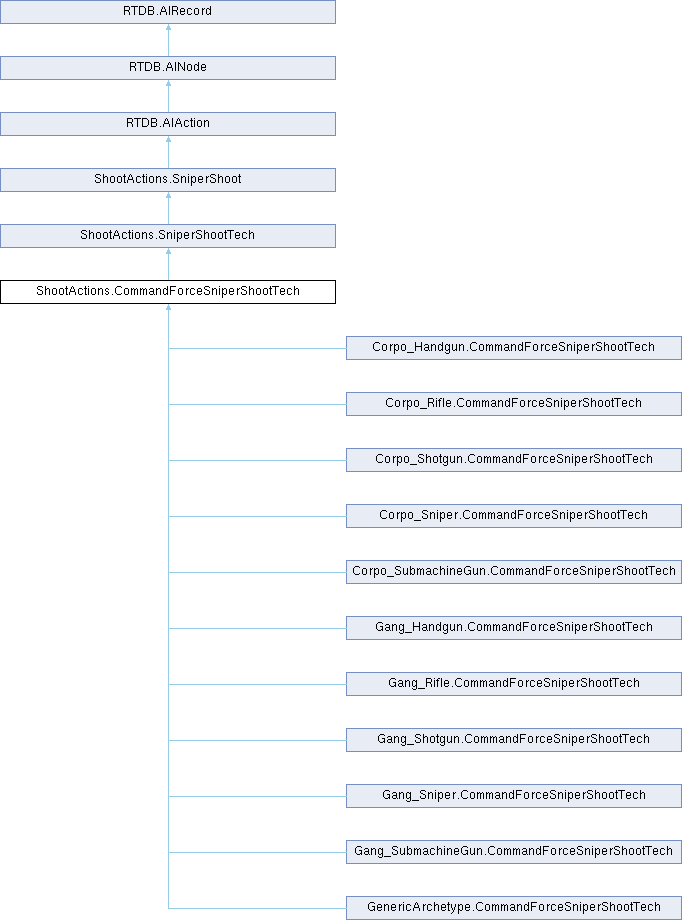 RTDB.AIRecord
RTDB.AINode
RTDB.AIAction
ShootActions.SniperShoot
ShootActions.SniperShootTech
ShootActions.CommandForceSniperShootTech
Corpo_Handgun.CommandForceSniperShootTech
Corpo_Rifle.CommandForceSniperShootTech
Corpo_Shotgun.CommandForceSniperShootTech
Corpo_Sniper.CommandForceSniperShootTech
Corpo_SubmachineGun.CommandForceSniperShootTech
Gang_Handgun.CommandForceSniperShootTech
Gang_Rifle.CommandForceSniperShootTech
Gang_Shotgun.CommandForceSniperShootTech
Gang_Sniper.CommandForceSniperShootTech
Gang_SubmachineGun.CommandForceSniperShootTech
GenericArchetype.CommandForceSniperShootTech